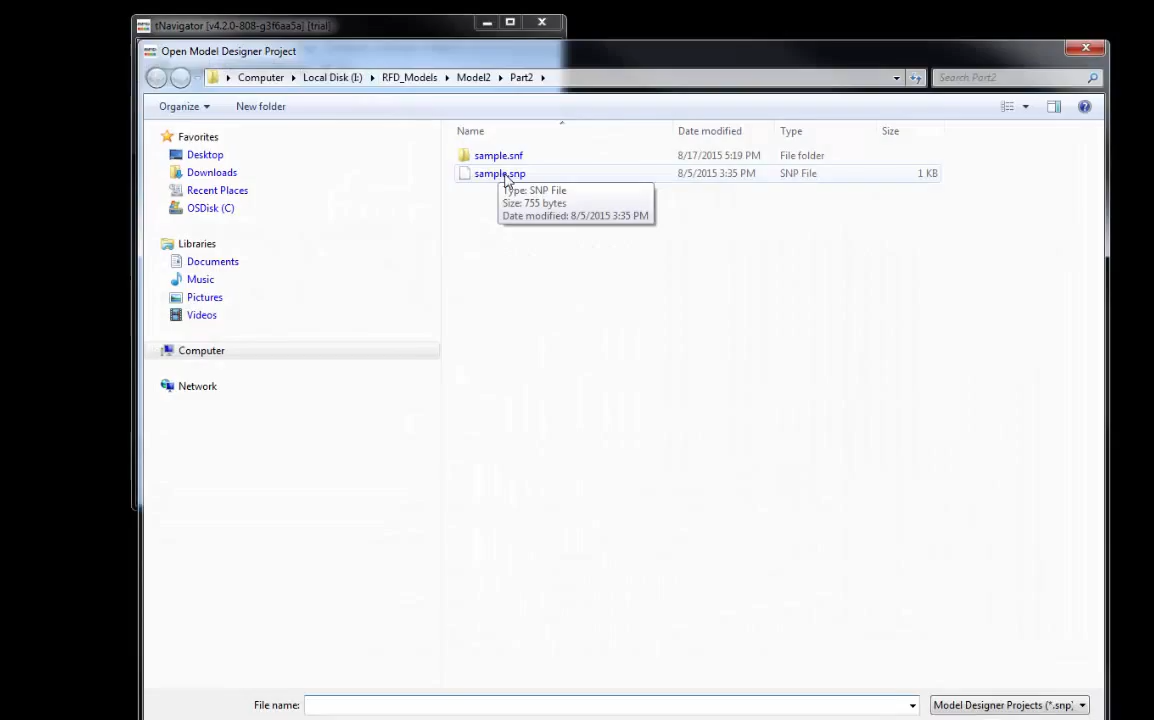 tNavigator [v4.2.0-808-g3f6aa5a] [trial]
Open Model Designer Project
Computer Local Disk (E:) RFD_Models Model2 Part2
Search Part2
Organize New folder
Favorites
Desktop
Downloads
Recent Places
OSDisk (C)
Libraries
Documents
Music
Pictures
Videos
Computer
Network
Name Date modified Type Size
sample.snf 8/17/2015 5:19 PM File folder
sample.snp 8/5/2015 3:35 PM SNP File 1 KB
Type: SNP File
Size: 755 bytes
Date modified: 8/5/2015 3:35 PM
File name:
Model Designer Projects (*.snp)